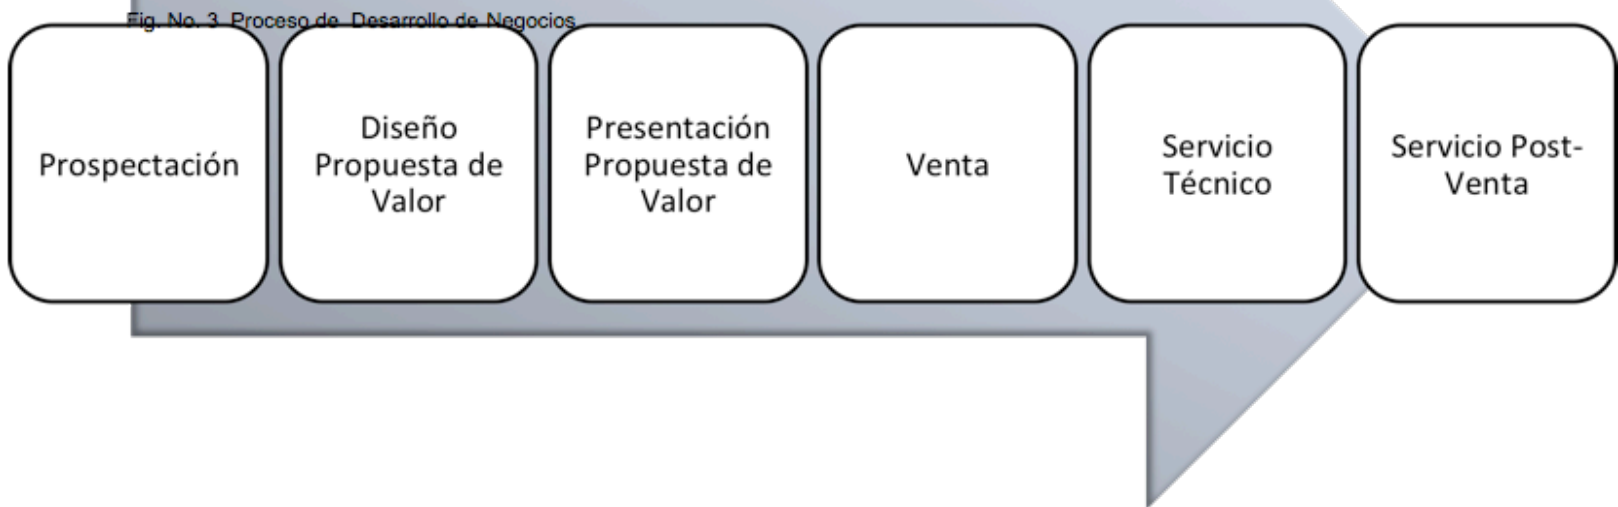 Fig. No. 3 Proceso de Desarrollo de Negocios
Prospectación
Diseño
Propuesta de
Valor
Presentación
Propuesta de
Valor
Venta
Servicio
Técnico
Servicio Post-
Venta